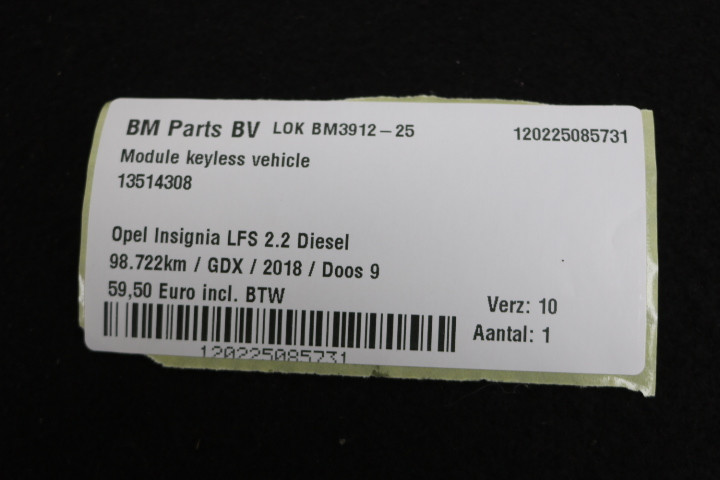 BM Parts BV LOK BM3912-25 120225085731
Module keyless vehicle
13514308
Opel Insignia LFS 2.2 Diesel
98.722km / GDX / 2018 / Doos 9
59,50 Euro incl. BTW
Verz: 10
Aantal: 1
120225085731